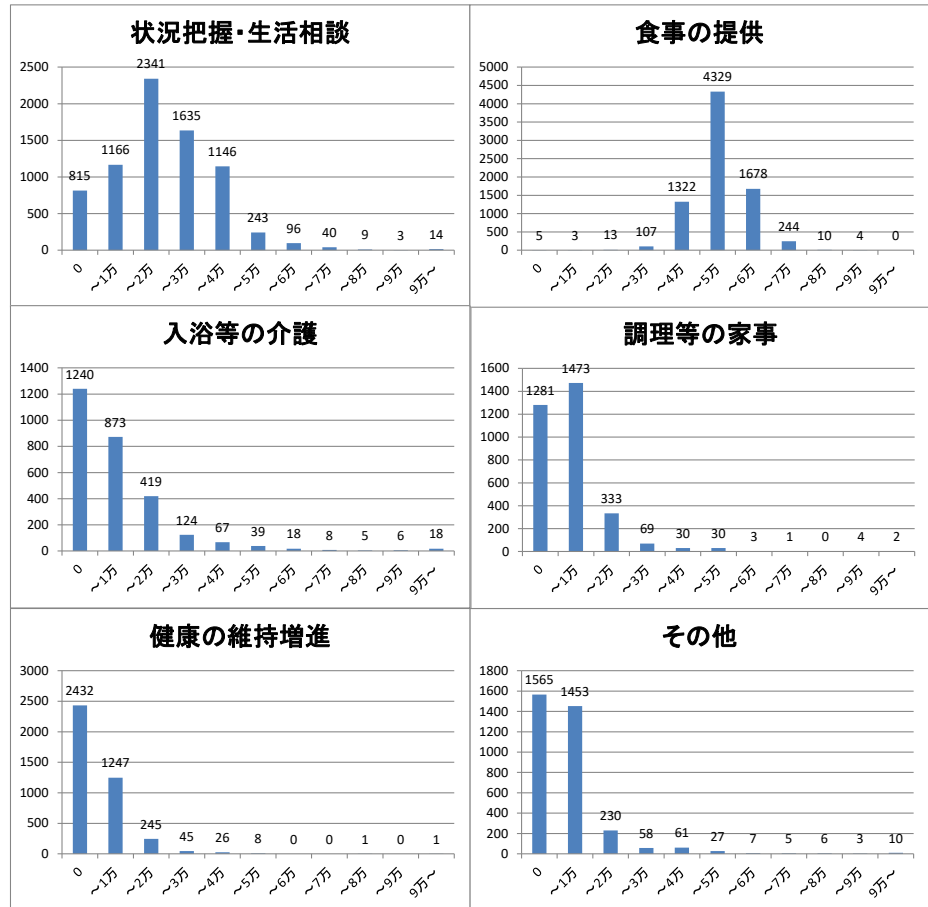 状況把握・生活相談
2500
2000
1500
1000
500
0
815
1166
2341
1635
1146
243
96
40
9
3
14
0
～1万
～2万
～3万
～4万
～5万
～6万
～7万
～8万
～9万
9万～
食事の提供
5000
4500
4000
3500
3000
2500
2000
1500
1000
500
0
5
3
13
107
1322
4329
1678
244
10
4
0
0
～1万
～2万
～3万
～4万
～5万
～6万
～7万
～8万
～9万
9万～
入浴等の介護
1400
1200
1000
800
600
400
200
0
1240
873
419
124
67
39
18
8
5
6
18
0
～1万
～2万
～3万
～4万
～5万
～6万
～7万
～8万
～9万
9万～
調理等の家事
1600
1400
1200
1000
800
600
400
200
0
1281
1473
333
69
30
30
3
1
0
4
2
0
～1万
～2万
～3万
～4万
～5万
～6万
～7万
～8万
～9万
9万～
健康の維持増進
3000
2500
2000
1500
1000
500
0
2432
1247
245
45
26
8
0
0
1
0
1
0
～1万
～2万
～3万
～4万
～5万
～6万
～7万
～8万
～9万
9万～
その他
1800
1600
1400
1200
1000
800
600
400
200
0
1565
1453
230
58
61
27
7
5
6
3
10
0
～1万
～2万
～3万
～4万
～5万
～6万
～7万
～8万
～9万
9万～